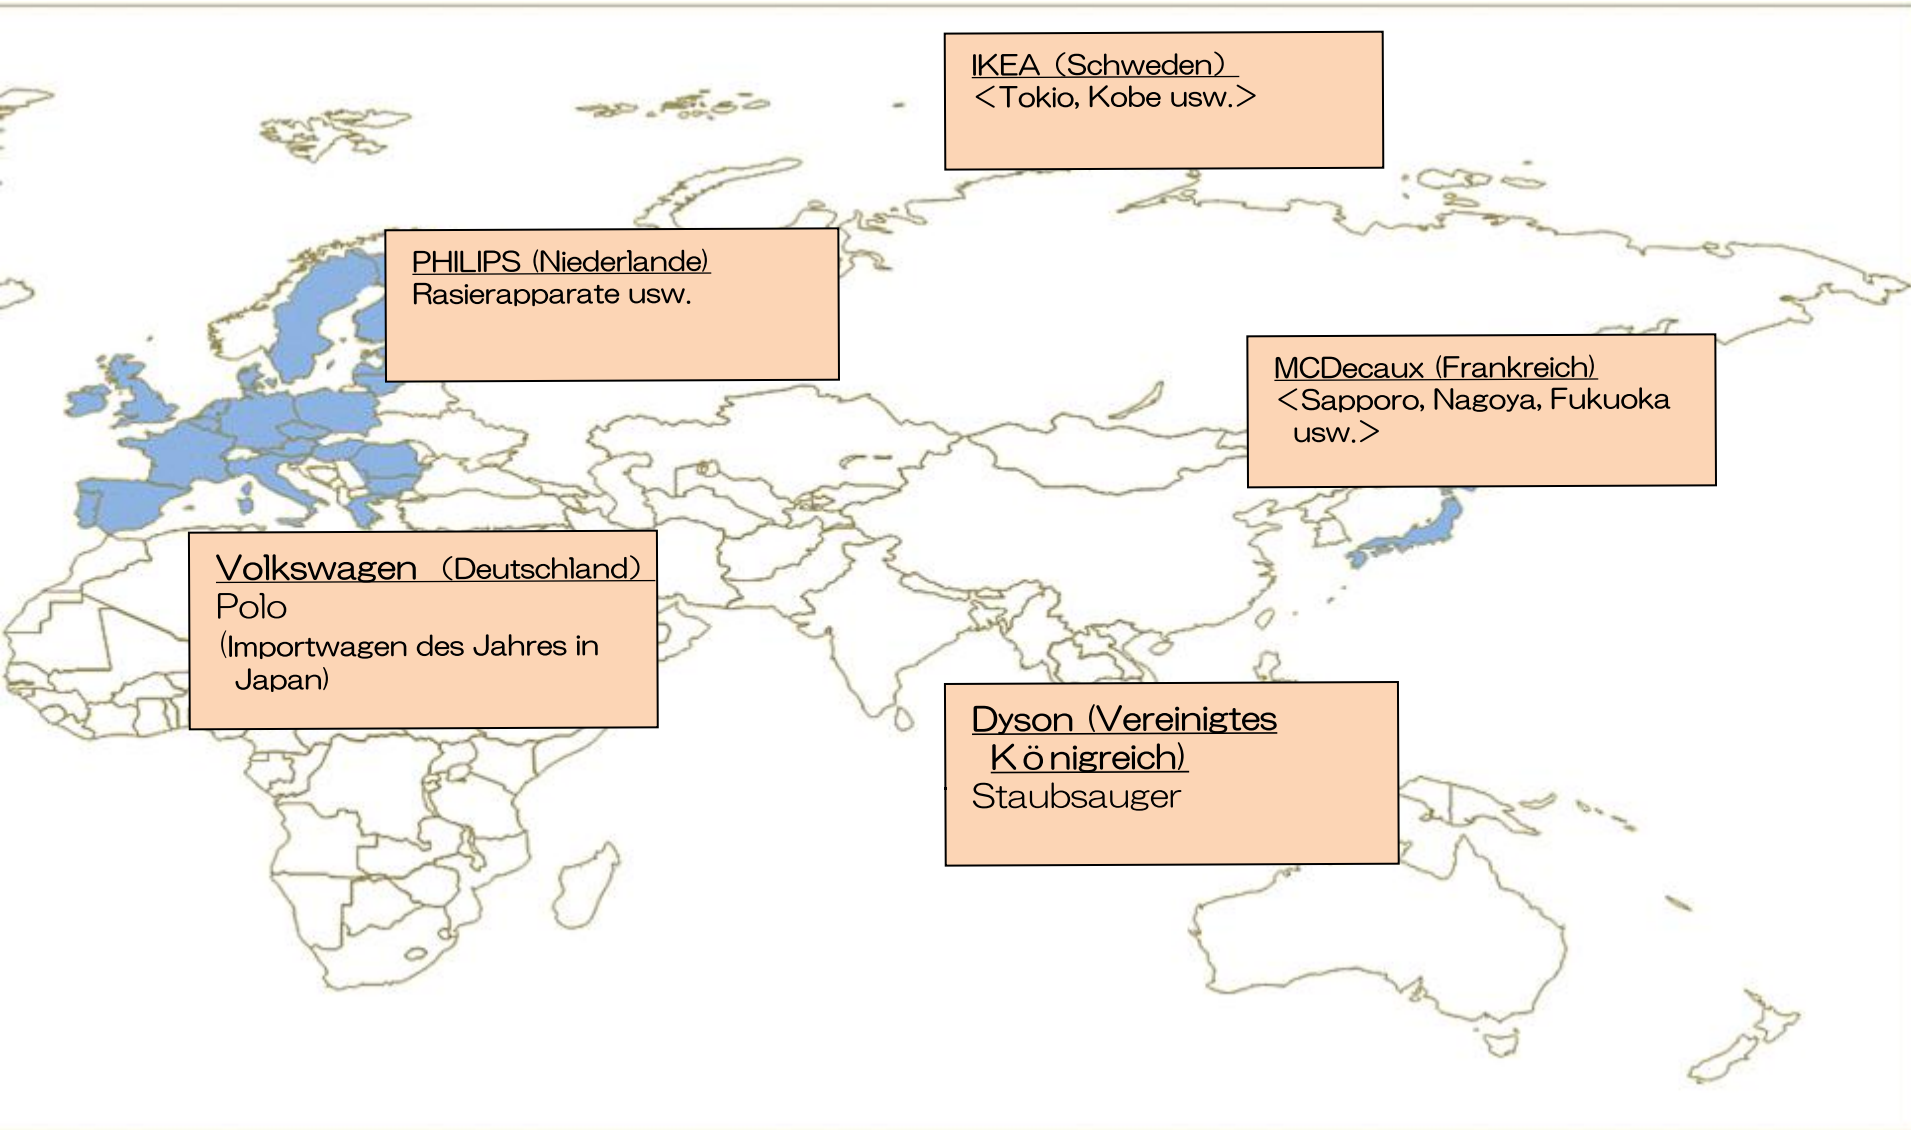 IKEA（Schweden）
＜Tokio, Kobe usw.＞
PHILIPS (Niederlande)
Rasierapparate usw.
MCDecaux (Frankreich)
＜Sapporo, Nagoya, Fukuoka
usw.＞
Volkswagen （Deutschland）
Polo
(Importwagen des Jahres in
Japan)
Dyson (Vereinigtes
Königreich)
Staubsauger